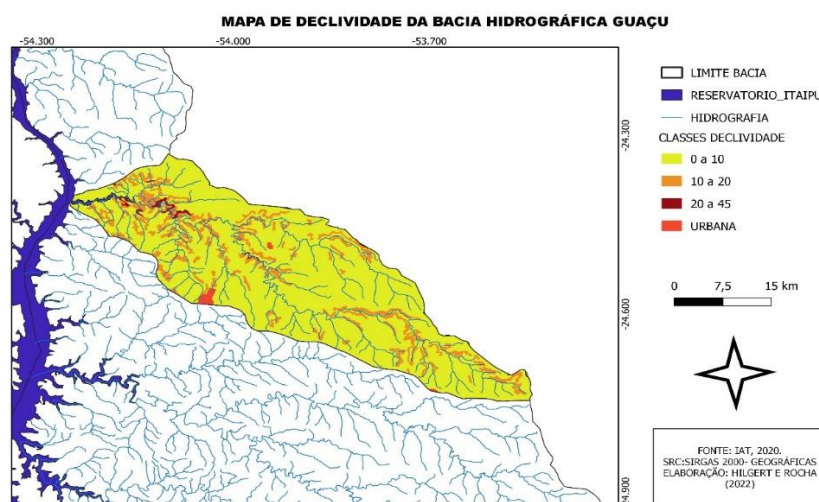 MAPA DE DECLIVIDADE DA BACIA HIDROGRÁFICA GUAÇU
-54.300
-54.000
-53.700
-24.300
-24.600
24.900
LIMITE BACIA
RESERVATORIO_ITAIPU
HIDROGRAFIA
CLASSES DECLIVIDADE
0 a 10
10 a 20
20 a 45
URBANA
0 7,5 15 km
FONTE: IAT, 2020.
SRC:SIRGAS 2000- GEOGRÁFICAS
ELABORAÇÃO: HILGERT E ROCHA
(2022)